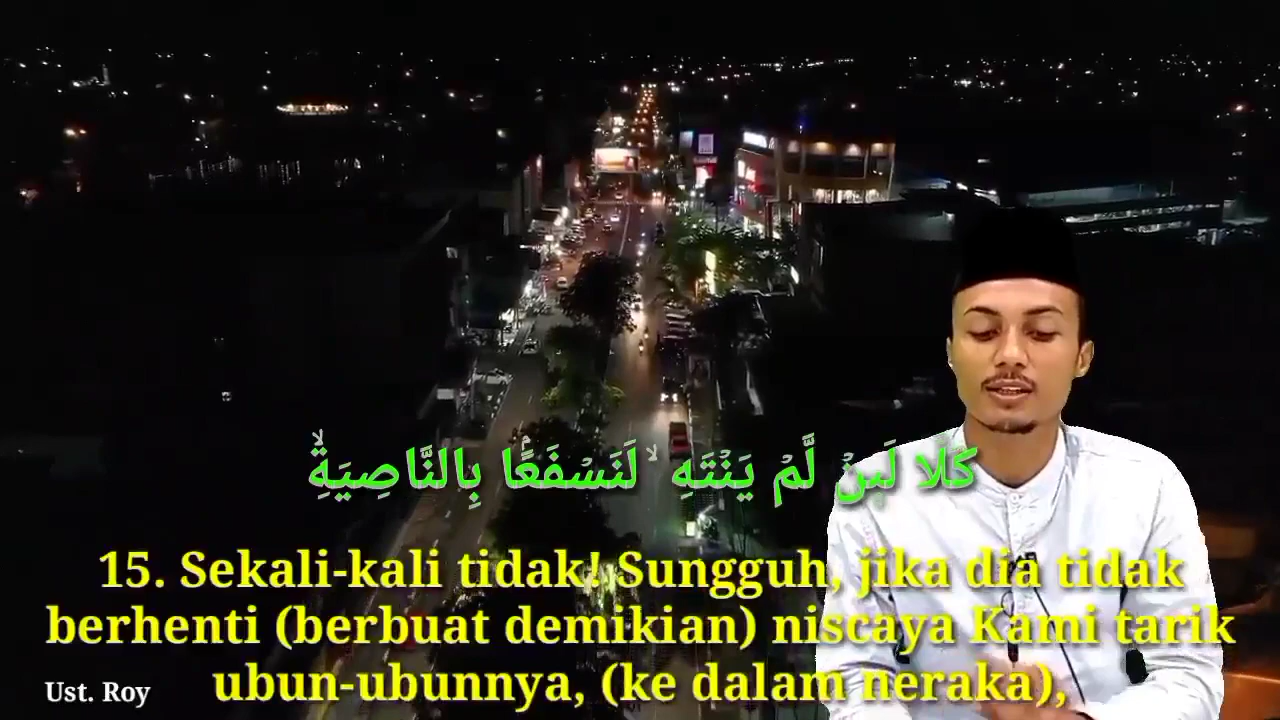 كَلَّا لَىِٕنْ لَّمْ يَنْتَهِ ەۙ لَنَسْفَعًاۢ بِالنَّاصِيَةِۙ
15. Sekali-kali tidak! Sungguh, jika dia tidak
berhenti (berbuat demikian) niscaya Kami tarik
ubun-ubunnya, (ke dalam neraka),
Ust. Roy